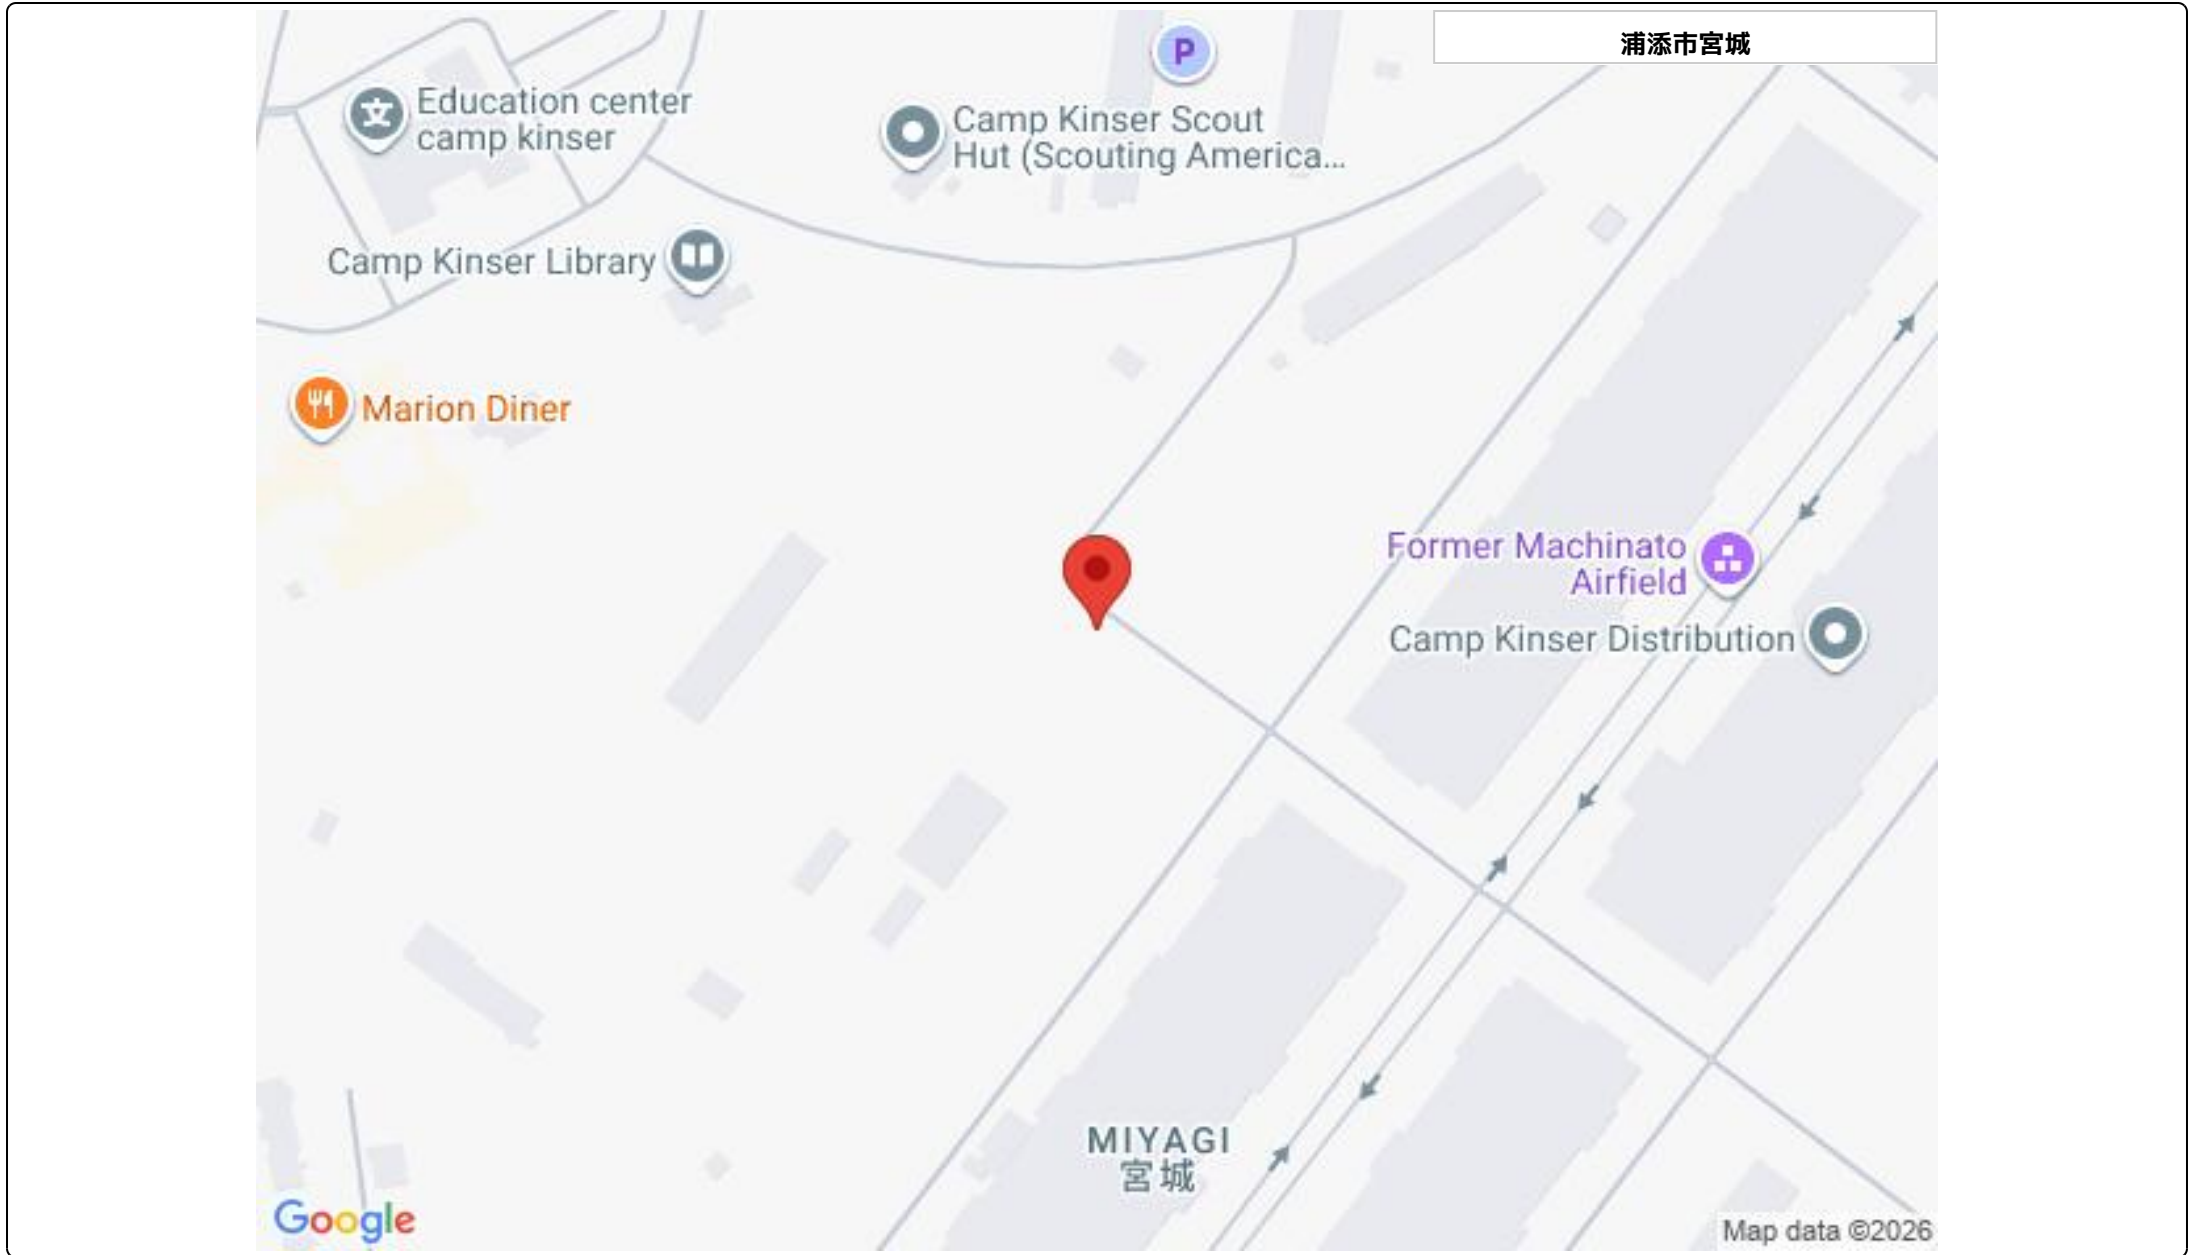 浦添市宮城
P
Education center
camp kinser
Camp Kinser Scout
Hut (Scouting America...
Camp Kinser Library
Marion Diner
Former Machinato
Airfield
Camp Kinser Distribution
MIYAGI
宮城
Google
Map data ©2026